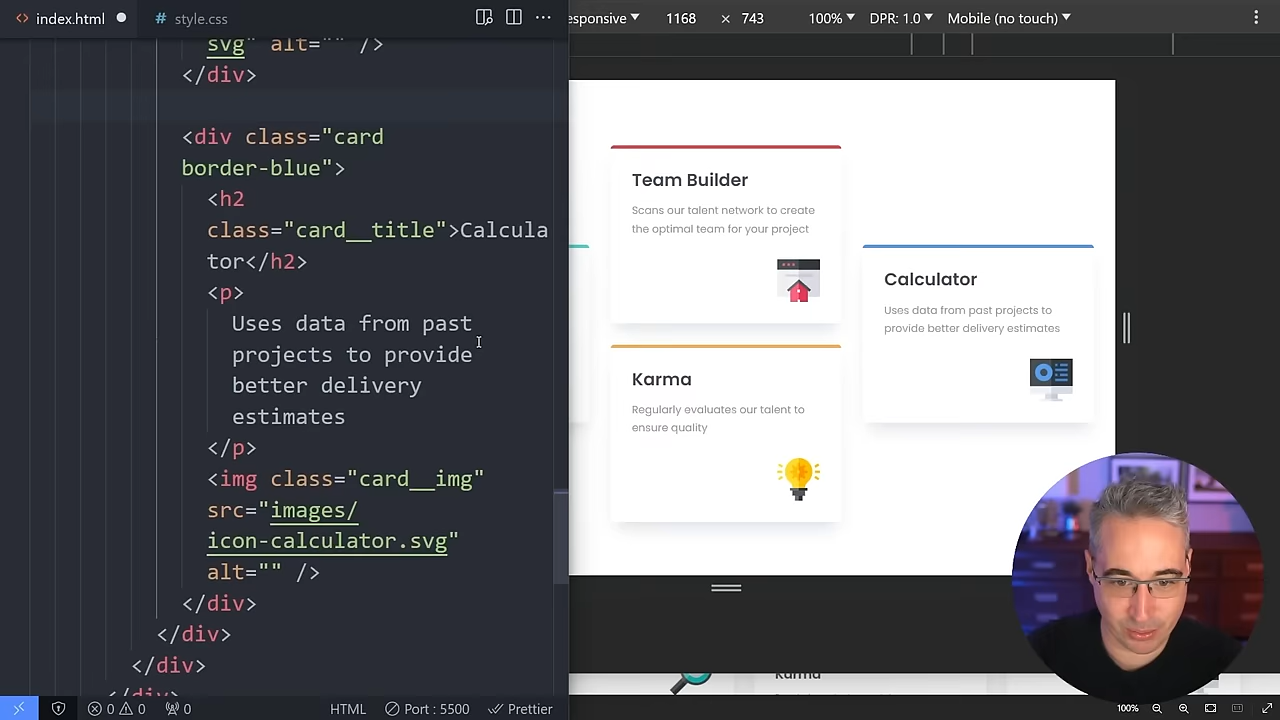 index.html
style.css
esponsive
1168
×
743
100%
DPR: 1.0
Mobile (no touch)
svg" alt="" />
</div>
<div class="card
border-blue">
<h2
class="card__title">Calcula
tor</h2>
<p>
Uses data from past
projects to provide
better delivery
estimates
</p>
<img class="card__img"
src="images/
icon-calculator.svg"
alt="" />
</div>
</div>
</div>
</div>
Team Builder
Scans our talent network to create
the optimal team for your project
Karma
Regularly evaluates our talent to
ensure quality
Calculator
Uses data from past projects to
provide better delivery estimates
Karma
0
0
0
HTML
Port : 5500
Prettier
100%